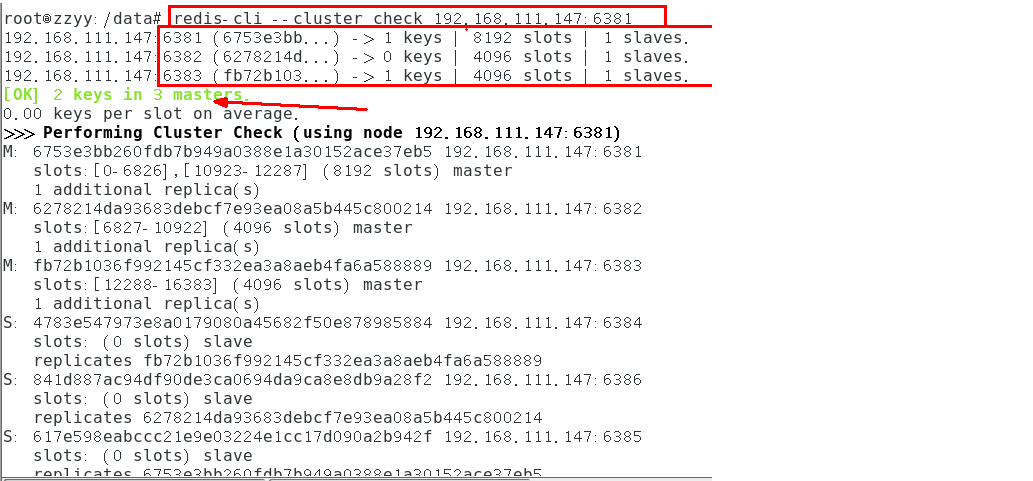 root@zzyy:/data# redis-cli --cluster check 192.168.111.147:6381
192.168.111.147:6381 (6753e3bb...) -> 1 keys | 8192 slots | 1 slaves.
192.168.111.147:6382 (6278214d...) -> 0 keys | 4096 slots | 1 slaves.
192.168.111.147:6383 (fb72b103...) -> 1 keys | 4096 slots | 1 slaves.
[OK] 2 keys in 3 masters.
0.00 keys per slot on average.
>>> Performing Cluster Check (using node 192.168.111.147:6381)
M: 6753e3bb260fdb7b949a0388e1a30152ace37eb5 192.168.111.147:6381
slots:[0-6826],[10923-12287] (8192 slots) master
1 additional replica(s)
M: 6278214da93683debcf7e93ea08a5b445c800214 192.168.111.147:6382
slots:[6827-10922] (4096 slots) master
1 additional replica(s)
M: fb72b1036f992145cf332ea3a8aeb4fa6a588889 192.168.111.147:6383
slots:[12288-16383] (4096 slots) master
1 additional replica(s)
S: 4783e547973e8a0179080a45682f50e878985884 192.168.111.147:6384
slots: (0 slots) slave
replicates fb72b1036f992145cf332ea3a8aeb4fa6a588889
S: 841d887ac94df90de3ca0694da9ca8e8db9a28f2 192.168.111.147:6386
slots: (0 slots) slave
replicates 6278214da93683debcf7e93ea08a5b445c800214
S: 617e598eabccc21e9e03224e1cc17d090a2b942f 192.168.111.147:6385
slots: (0 slots) slave
replicates 6753e3bb260fdb7b949a0388e1a30152ace37eb5